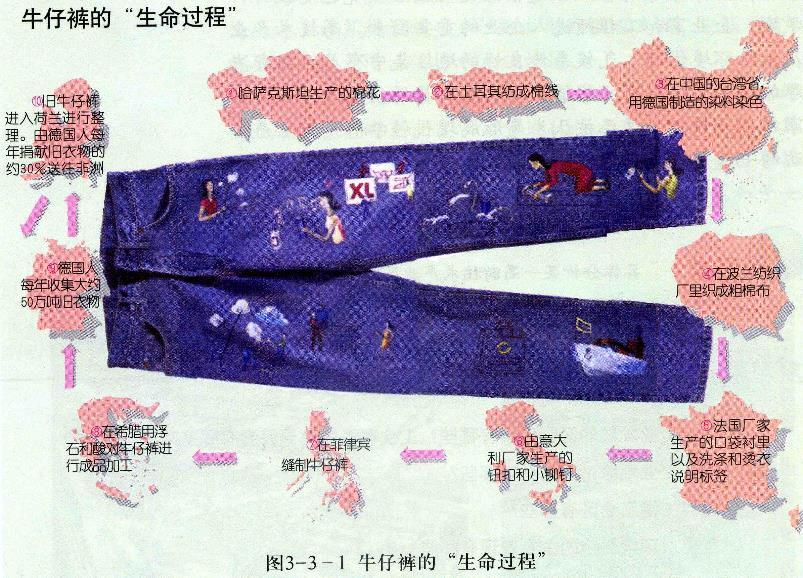 牛仔裤的“生命过程”
①哈萨克斯坦生产的棉花
②在土耳其纺成棉线
③在中国的台湾省,
用德国制造的染料染色
④在波兰纺织
厂里织成粗棉布
⑤法国厂家
生产的口袋衬里
以及洗涤和烫衣
说明标签
⑥由意大
利厂家生产的
钮扣和小铆钉
⑦在菲律宾
缝制牛仔裤
⑧在希腊用浮
石和酸对牛仔裤进
行成品加工
⑨德国人
每年收集大约
50万吨旧衣物
⑩旧牛仔裤
进入荷兰进行整
理。由德国人每
年捐献旧衣物的
约30%送往非洲
XL
图3-3-1 牛仔裤的“生命过程”